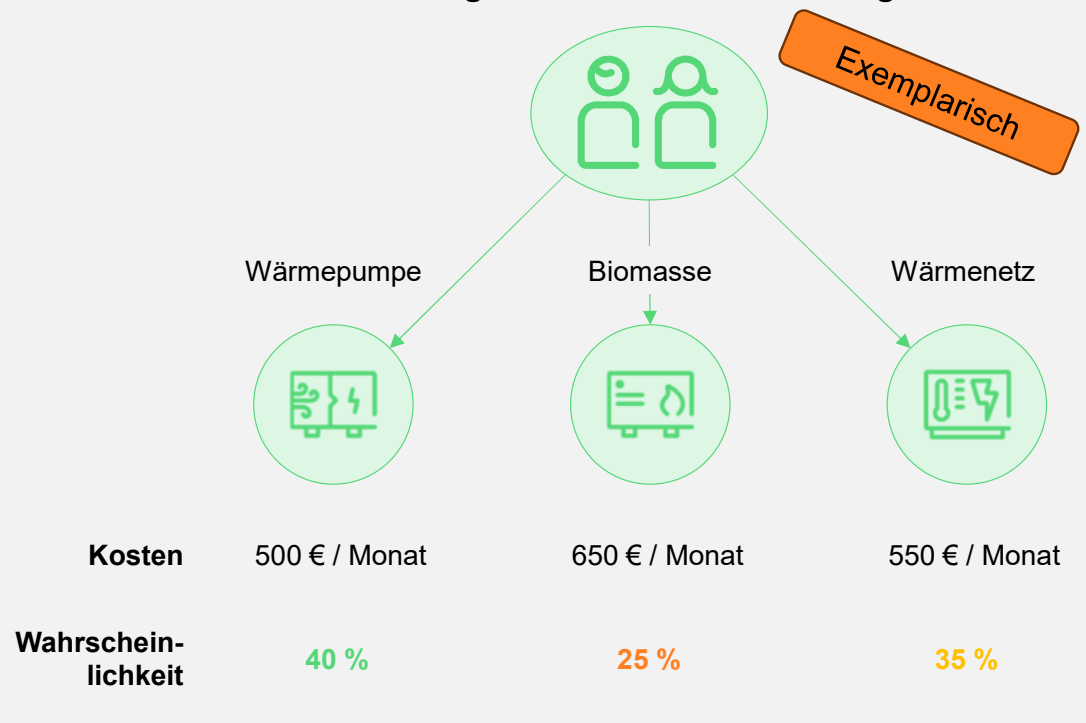 Exemplarisch
Wärmepumpe Biomasse Wärmenetz
Kosten 500 € / Monat 650 € / Monat 550 € / Monat
Wahrschein-
lichkeit 40 % 25 % 35 %